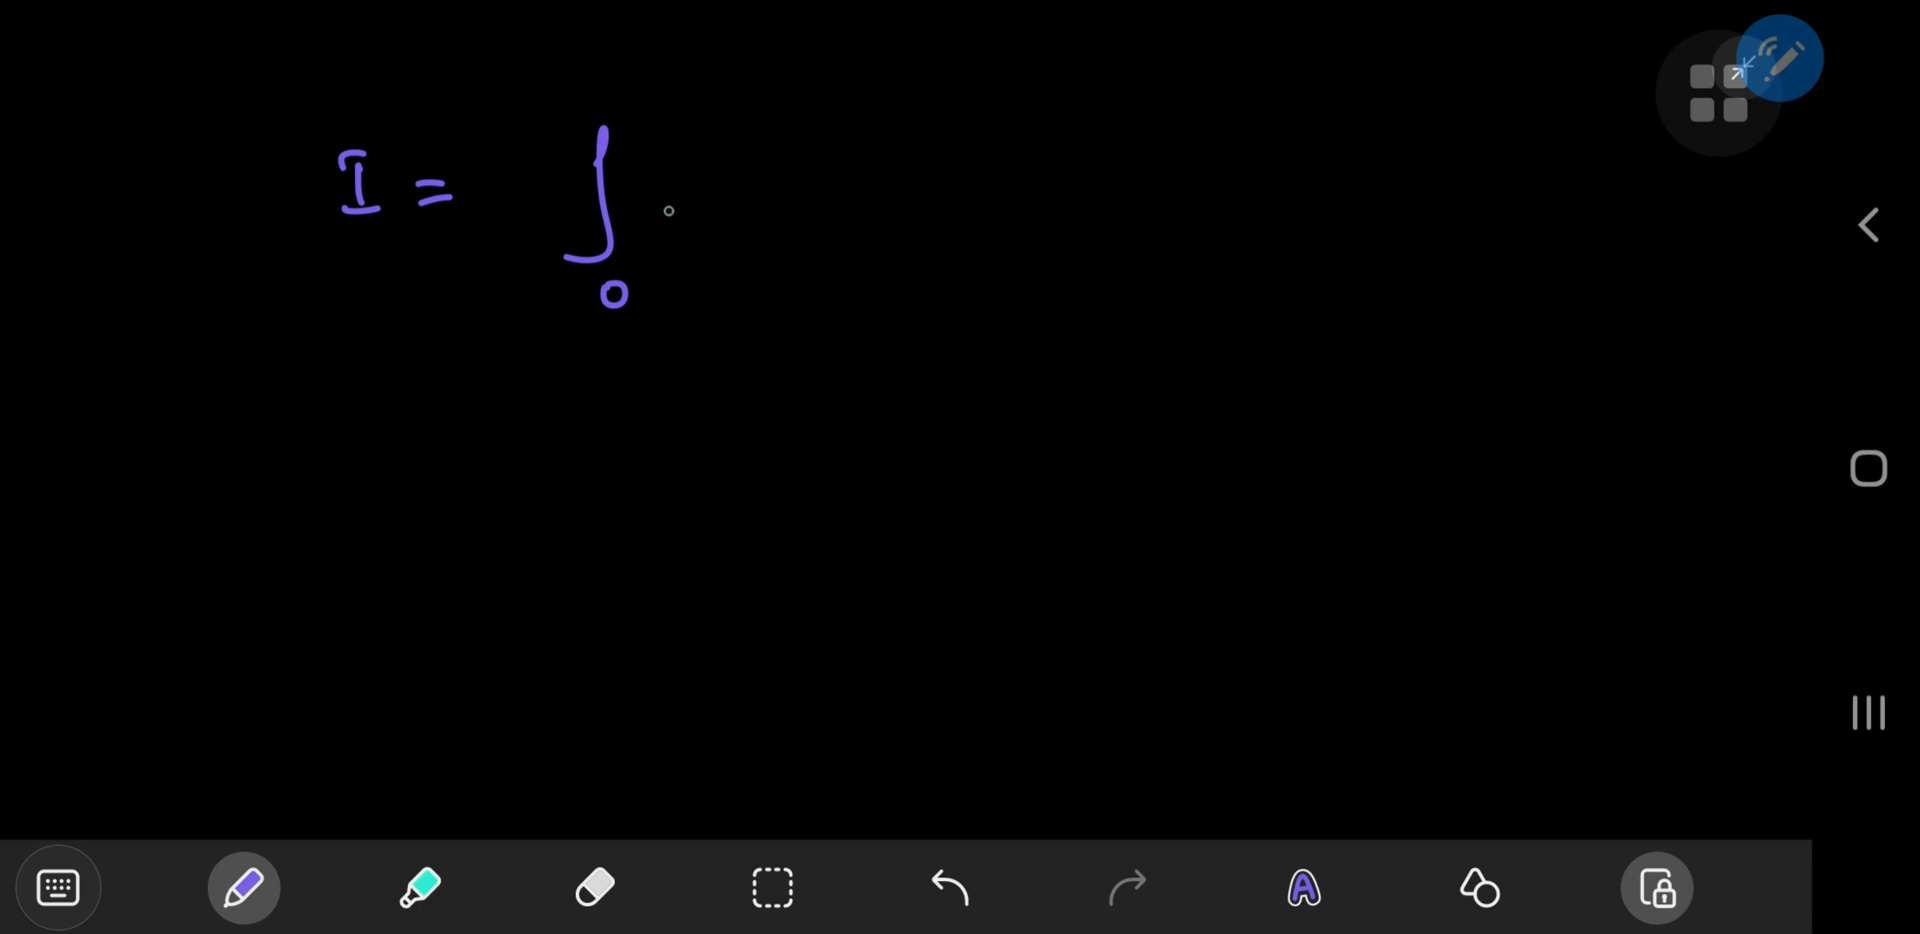 I = ∫
0